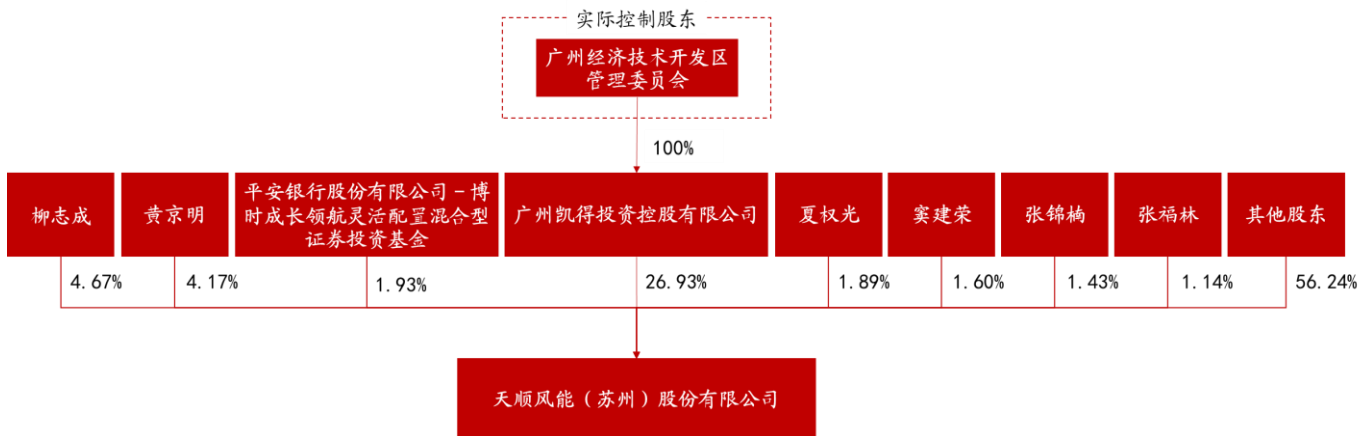 实际控制股东
广州经济技术开发区
管理委员会
100%
柳志成
黄京明
平安银行股份有限公司-博
时成长领航灵活配置混合型
证券投资基金
广州凯得投资控股有限公司
夏权光
窦建荣
张锦楠
张福林
其他股东
4.67%
4.17%
1.93%
26.93%
1.89%
1.60%
1.43%
1.14%
56.24%
天顺风能（苏州）股份有限公司